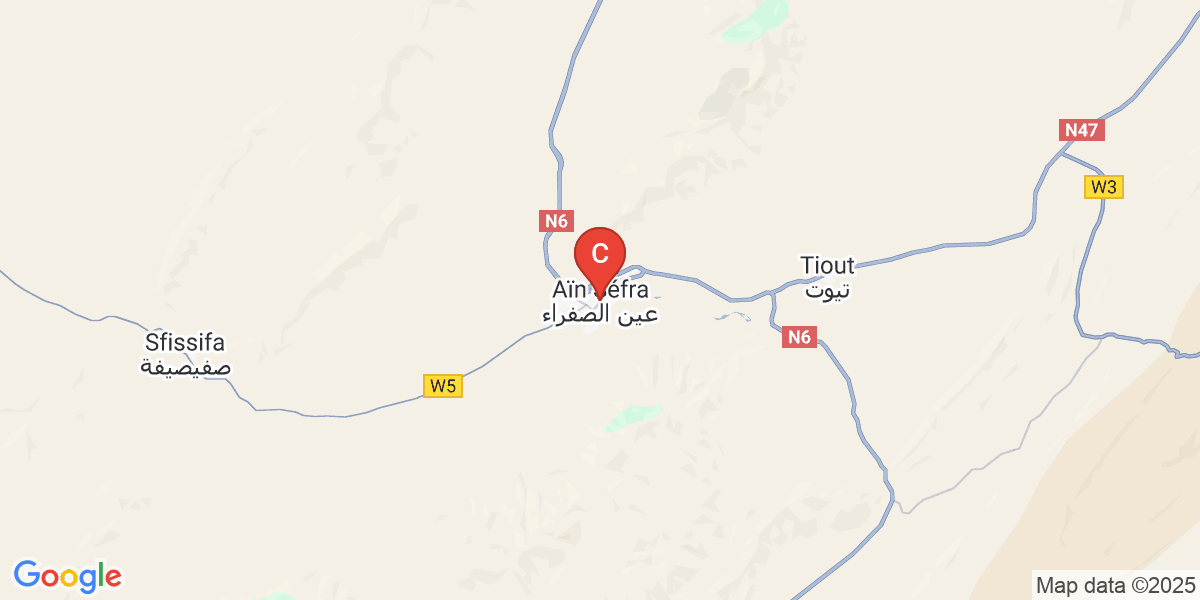 N47
W3
N6
C
Aïn Séfra
عين الصفراء
Tiout
تيوت
N6
Sfissifa
صفيصيفة
W5
Google
Map data ©2025